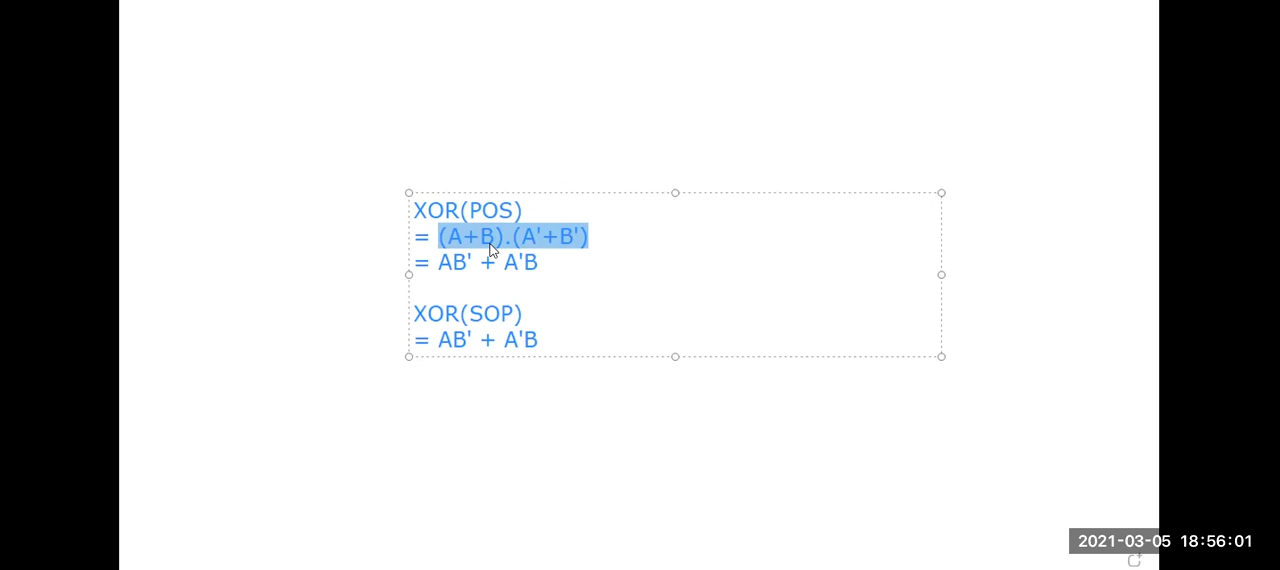 XOR(POS)
= (A+B).(A'+B')
= AB' + A'B
XOR(SOP)
= AB' + A'B
2021-03-05 18:56:01